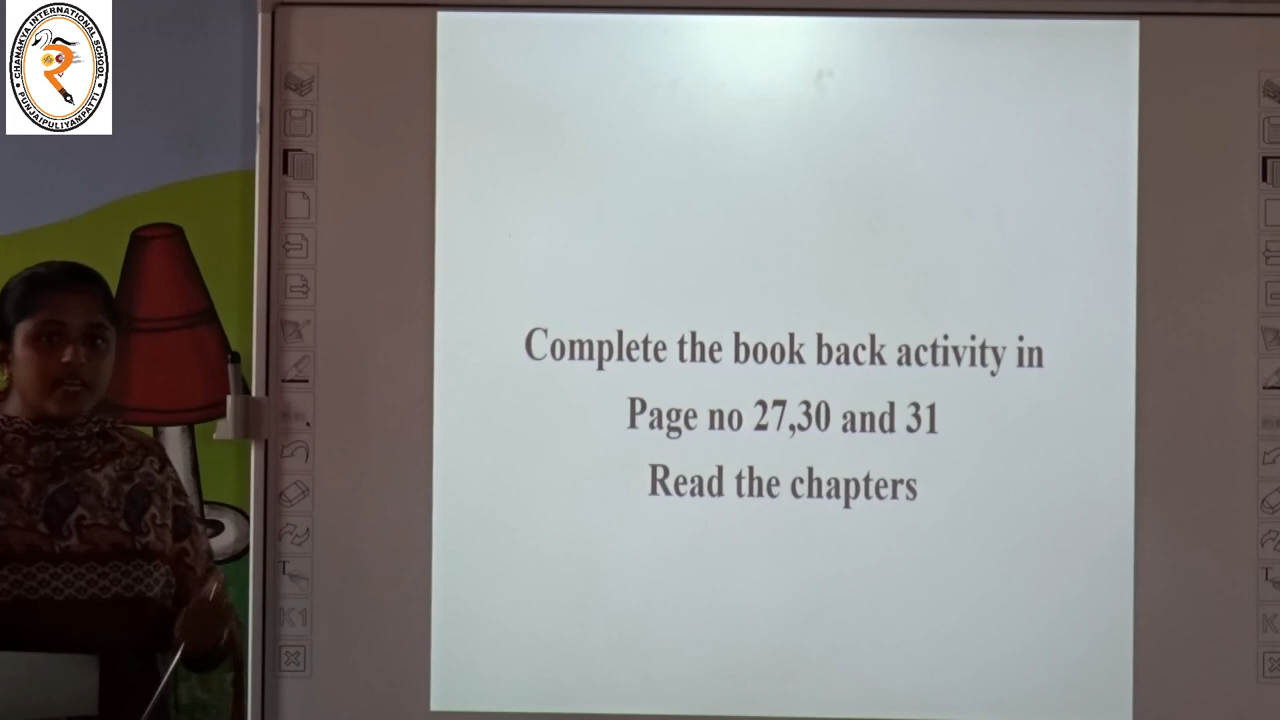 CHANAKYA INTERNATIONAL SCHOOL
PUNJAIPULIYAMPATTI
Complete the book back activity in
Page no 27,30 and 31
Read the chapters
T
K1
T
K